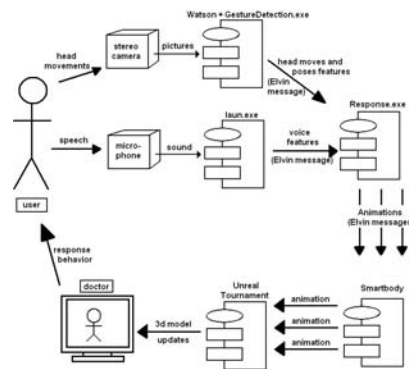 Watson + GestureDetection.exe
stereo
camera
head
movements
pictures
head moves and
poses features
(Elvin
message)
Response.exe
laun.exe
speech
micro-
phone
sound
voice
features
(Elvin message)
user
Animations
(Elvin messages)
response
behavior
doctor
Unreal
Tournament
Smartbody
3d model
updates
animation
animation
animation